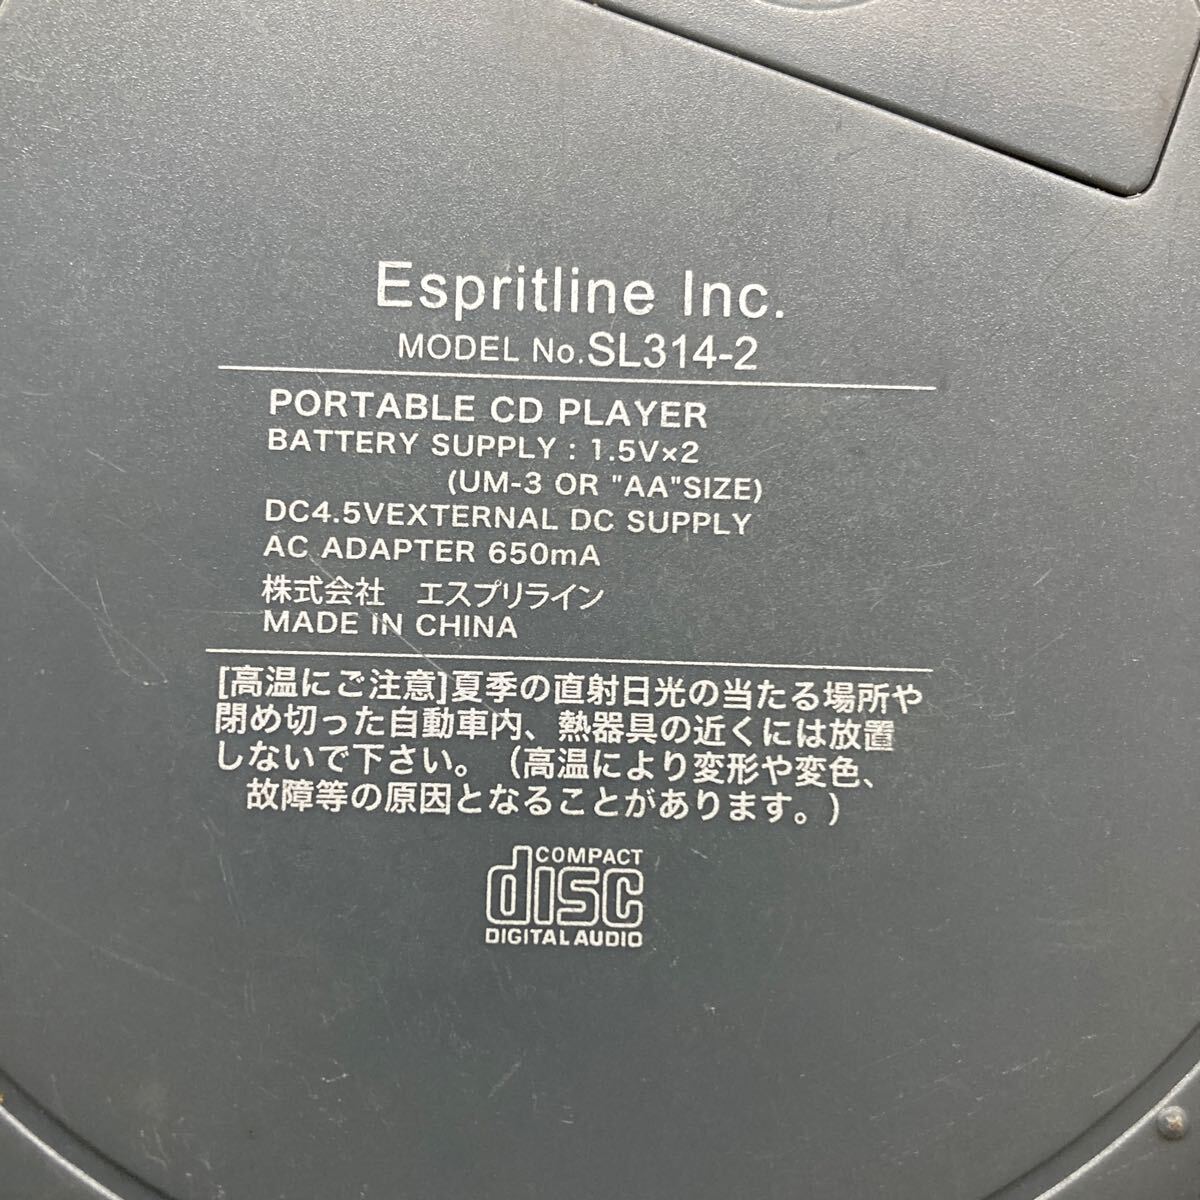 Espritline Inc.
MODEL No.SL314-2
PORTABLE CD PLAYER
BATTERY SUPPLY : 1.5V×2
(UM-3 OR "AA"SIZE)
DC4.5VEXTERNAL DC SUPPLY
AC ADAPTER 650mA
株式会社　エスプリライン
MADE IN CHINA
[高温にご注意]夏季の直射日光の当たる場所や
閉め切った自動車内、熱器具の近くには放置
しないで下さい。（高温により変形や変色、
故障等の原因となることがあります。）
COMPACT
disc
DIGITAL AUDIO